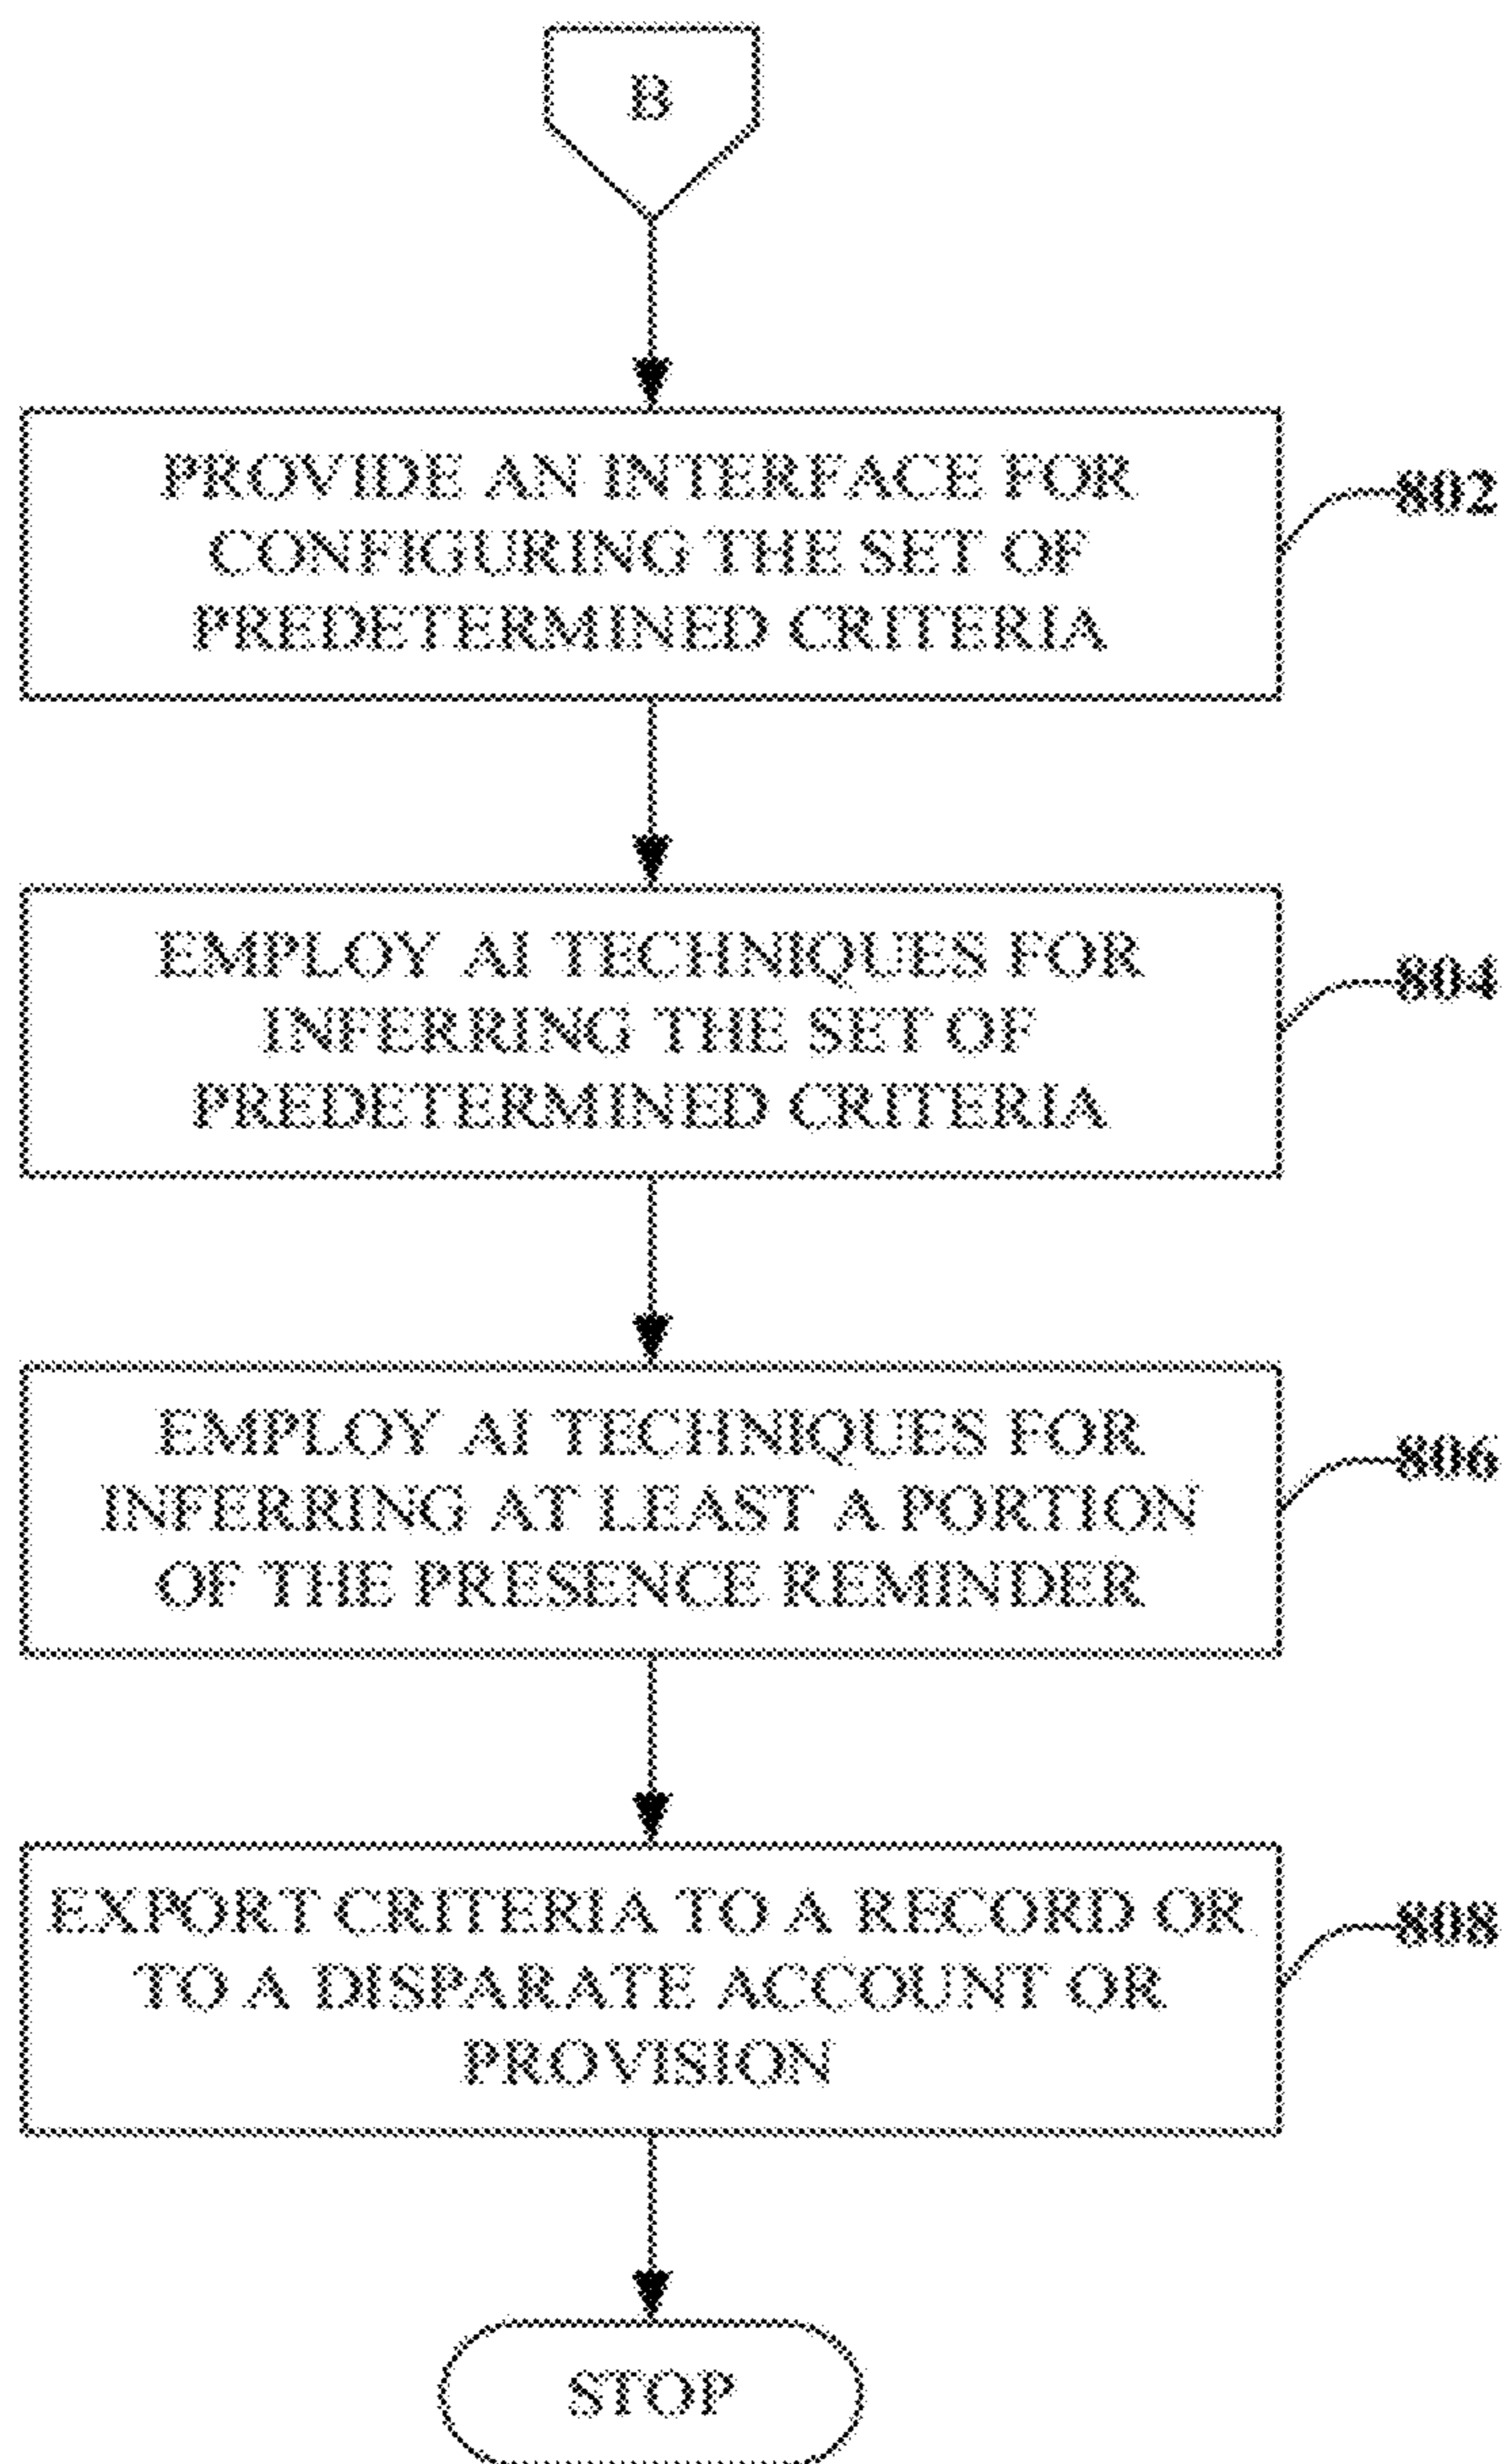 B
PROVIDE AN INTERFACE FOR
CONFIGURING THE SET OF
PREDETERMINED CRITERIA
802
EMPLOY AI TECHNIQUES FOR
INFERRING THE SET OF
PREDETERMINED CRITERIA
804
EMPLOY AI TECHNIQUES FOR
INFERRING AT LEAST A PORTION
OF THE PRESENCE REMINDER
806
EXPORT CRITERIA TO A RECORD OR
TO A DISPARATE ACCOUNT OR
PROVISION
808
STOP